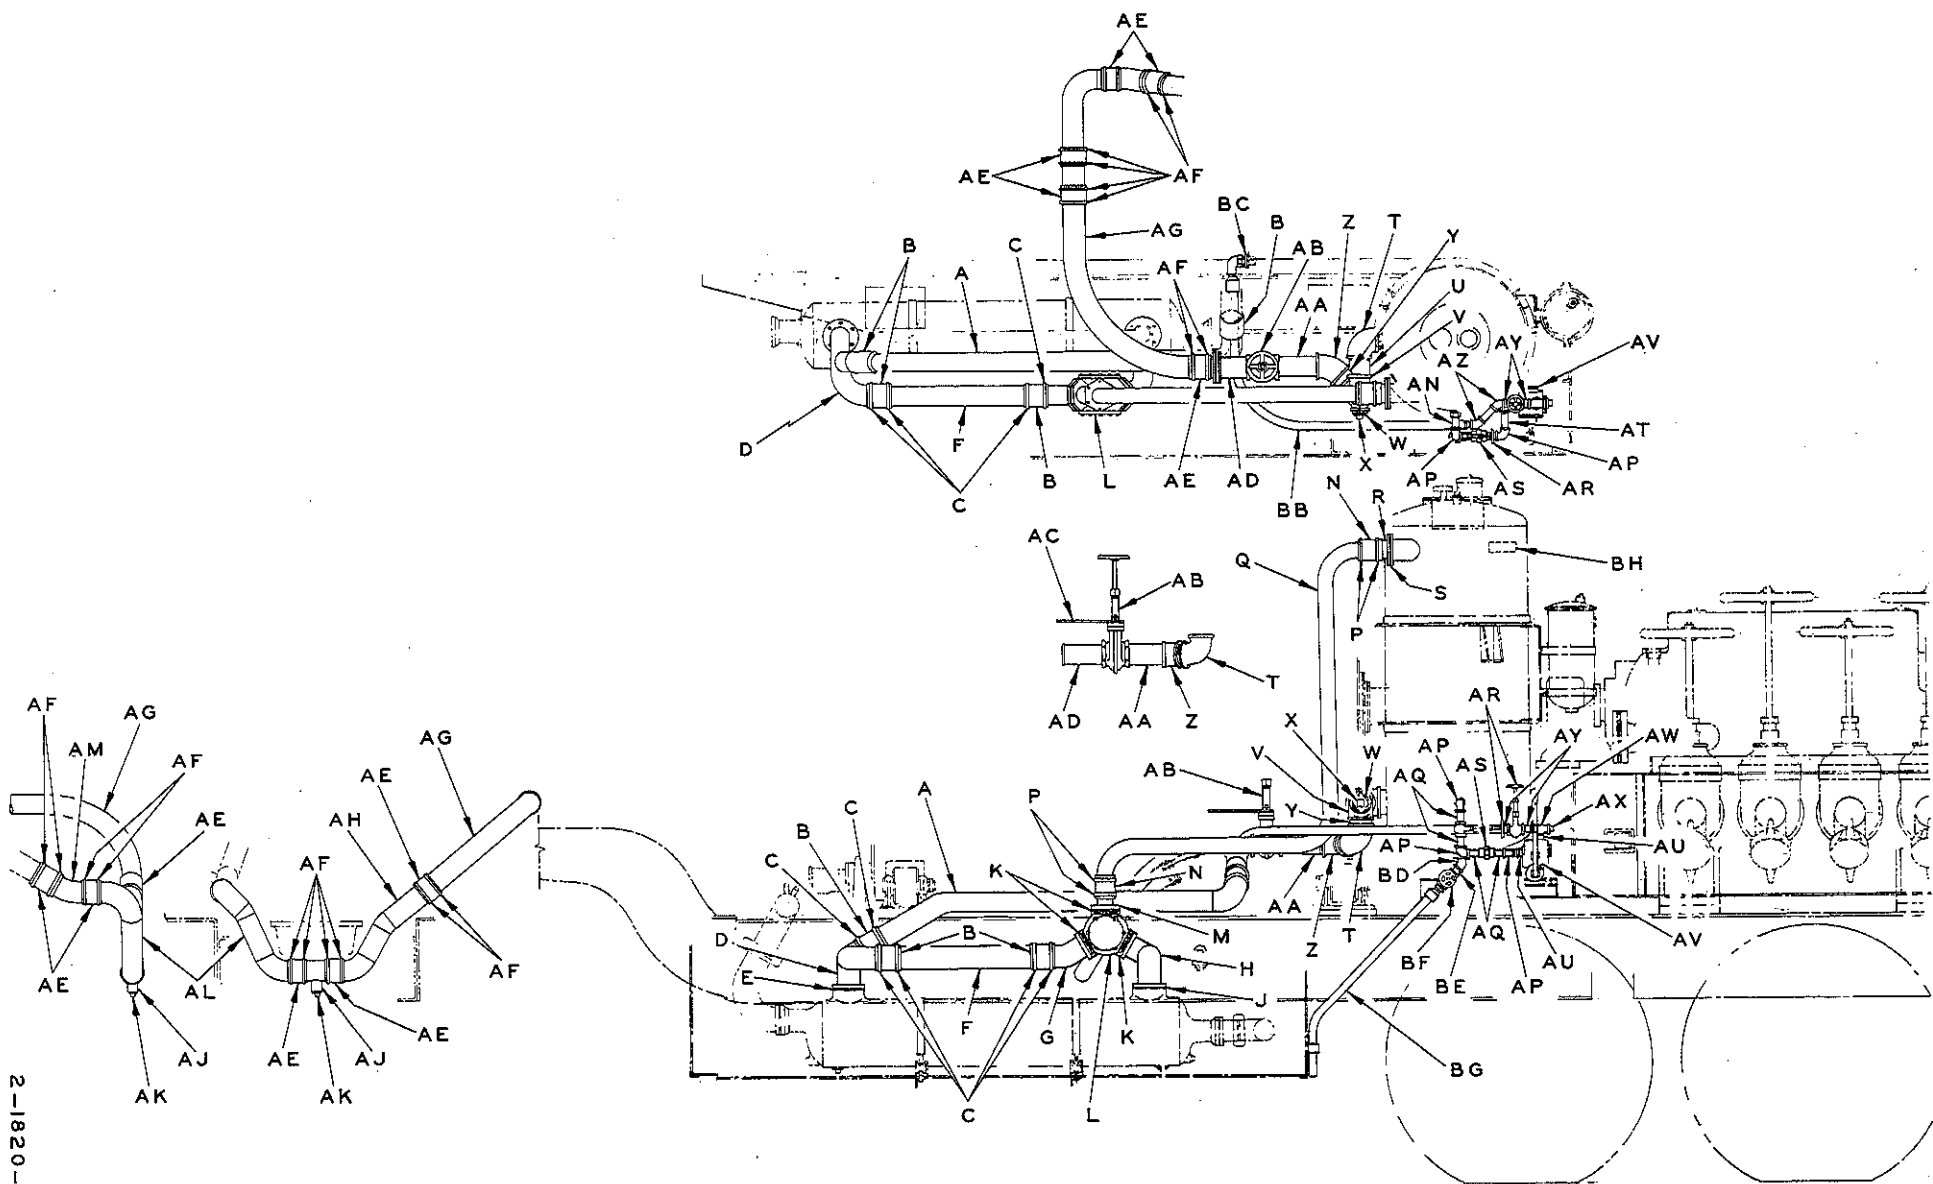 AE
AE
AF
AG
BC
B
AB
Z
T
Y
B
A
C
AF
AA
U
V
AY
AV
AZ
AN
D
F
W
AT
X
AP
AP
C
B
L
AE
AD
BB
AS
AR
N
R
AC
AB
Q
BH
S
P
T
AD
AA
Z
AR
X
AF
AG
AM
AF
AG
AE
AH
AF
AE
V
W
AP
AS
AY
AW
AB
AQ
A
P
Y
AX
B
C
AU
C
K
N
AP
BD
D
B
AA
M
Z
T
AV
E
H
BF
AQ
AU
AE
AL
AF
BE
AP
J
F
G
K
AE
AJ
AE
AJ
AK
AK
C
L
BG
2-1820-